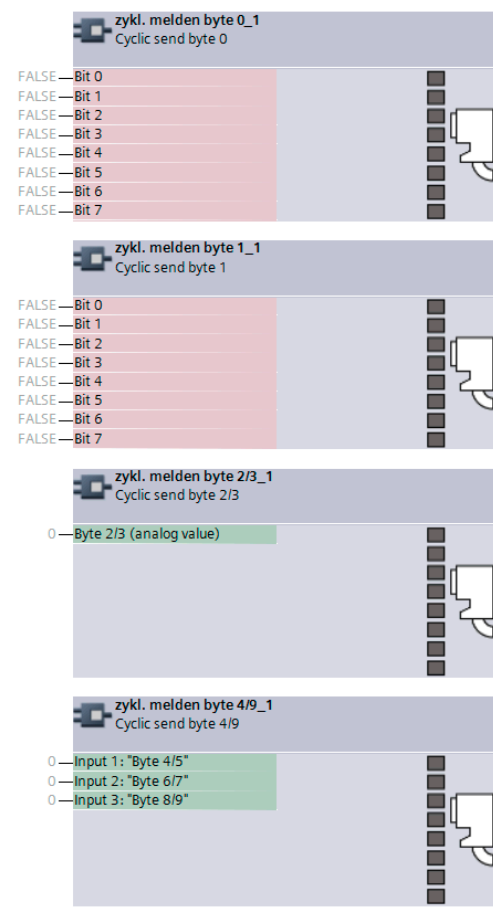 zykl. melden byte 0_1
Cyclic send byte 0
FALSE Bit 0
FALSE Bit 1
FALSE Bit 2
FALSE Bit 3
FALSE Bit 4
FALSE Bit 5
FALSE Bit 6
FALSE Bit 7
zykl. melden byte 1_1
Cyclic send byte 1
FALSE Bit 0
FALSE Bit 1
FALSE Bit 2
FALSE Bit 3
FALSE Bit 4
FALSE Bit 5
FALSE Bit 6
FALSE Bit 7
zykl. melden byte 2/3_1
Cyclic send byte 2/3
0 Byte 2/3 (analog value)
zykl. melden byte 4/9_1
Cyclic send byte 4/9
0 Input 1: "Byte 4/5"
0 Input 2: "Byte 6/7"
0 Input 3: "Byte 8/9"